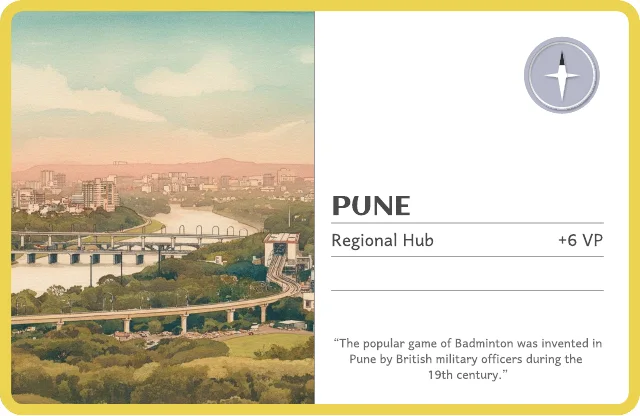 PUNE
Regional Hub +6 VP
“The popular game of Badminton was invented in
Pune by British military officers during the
19th century.”